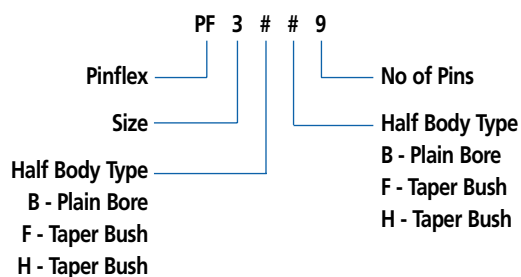 PF 3 # # 9
Pinflex
Size
Half Body Type
B - Plain Bore
F - Taper Bush
H - Taper Bush
No of Pins
Half Body Type
B - Plain Bore
F - Taper Bush
H - Taper Bush